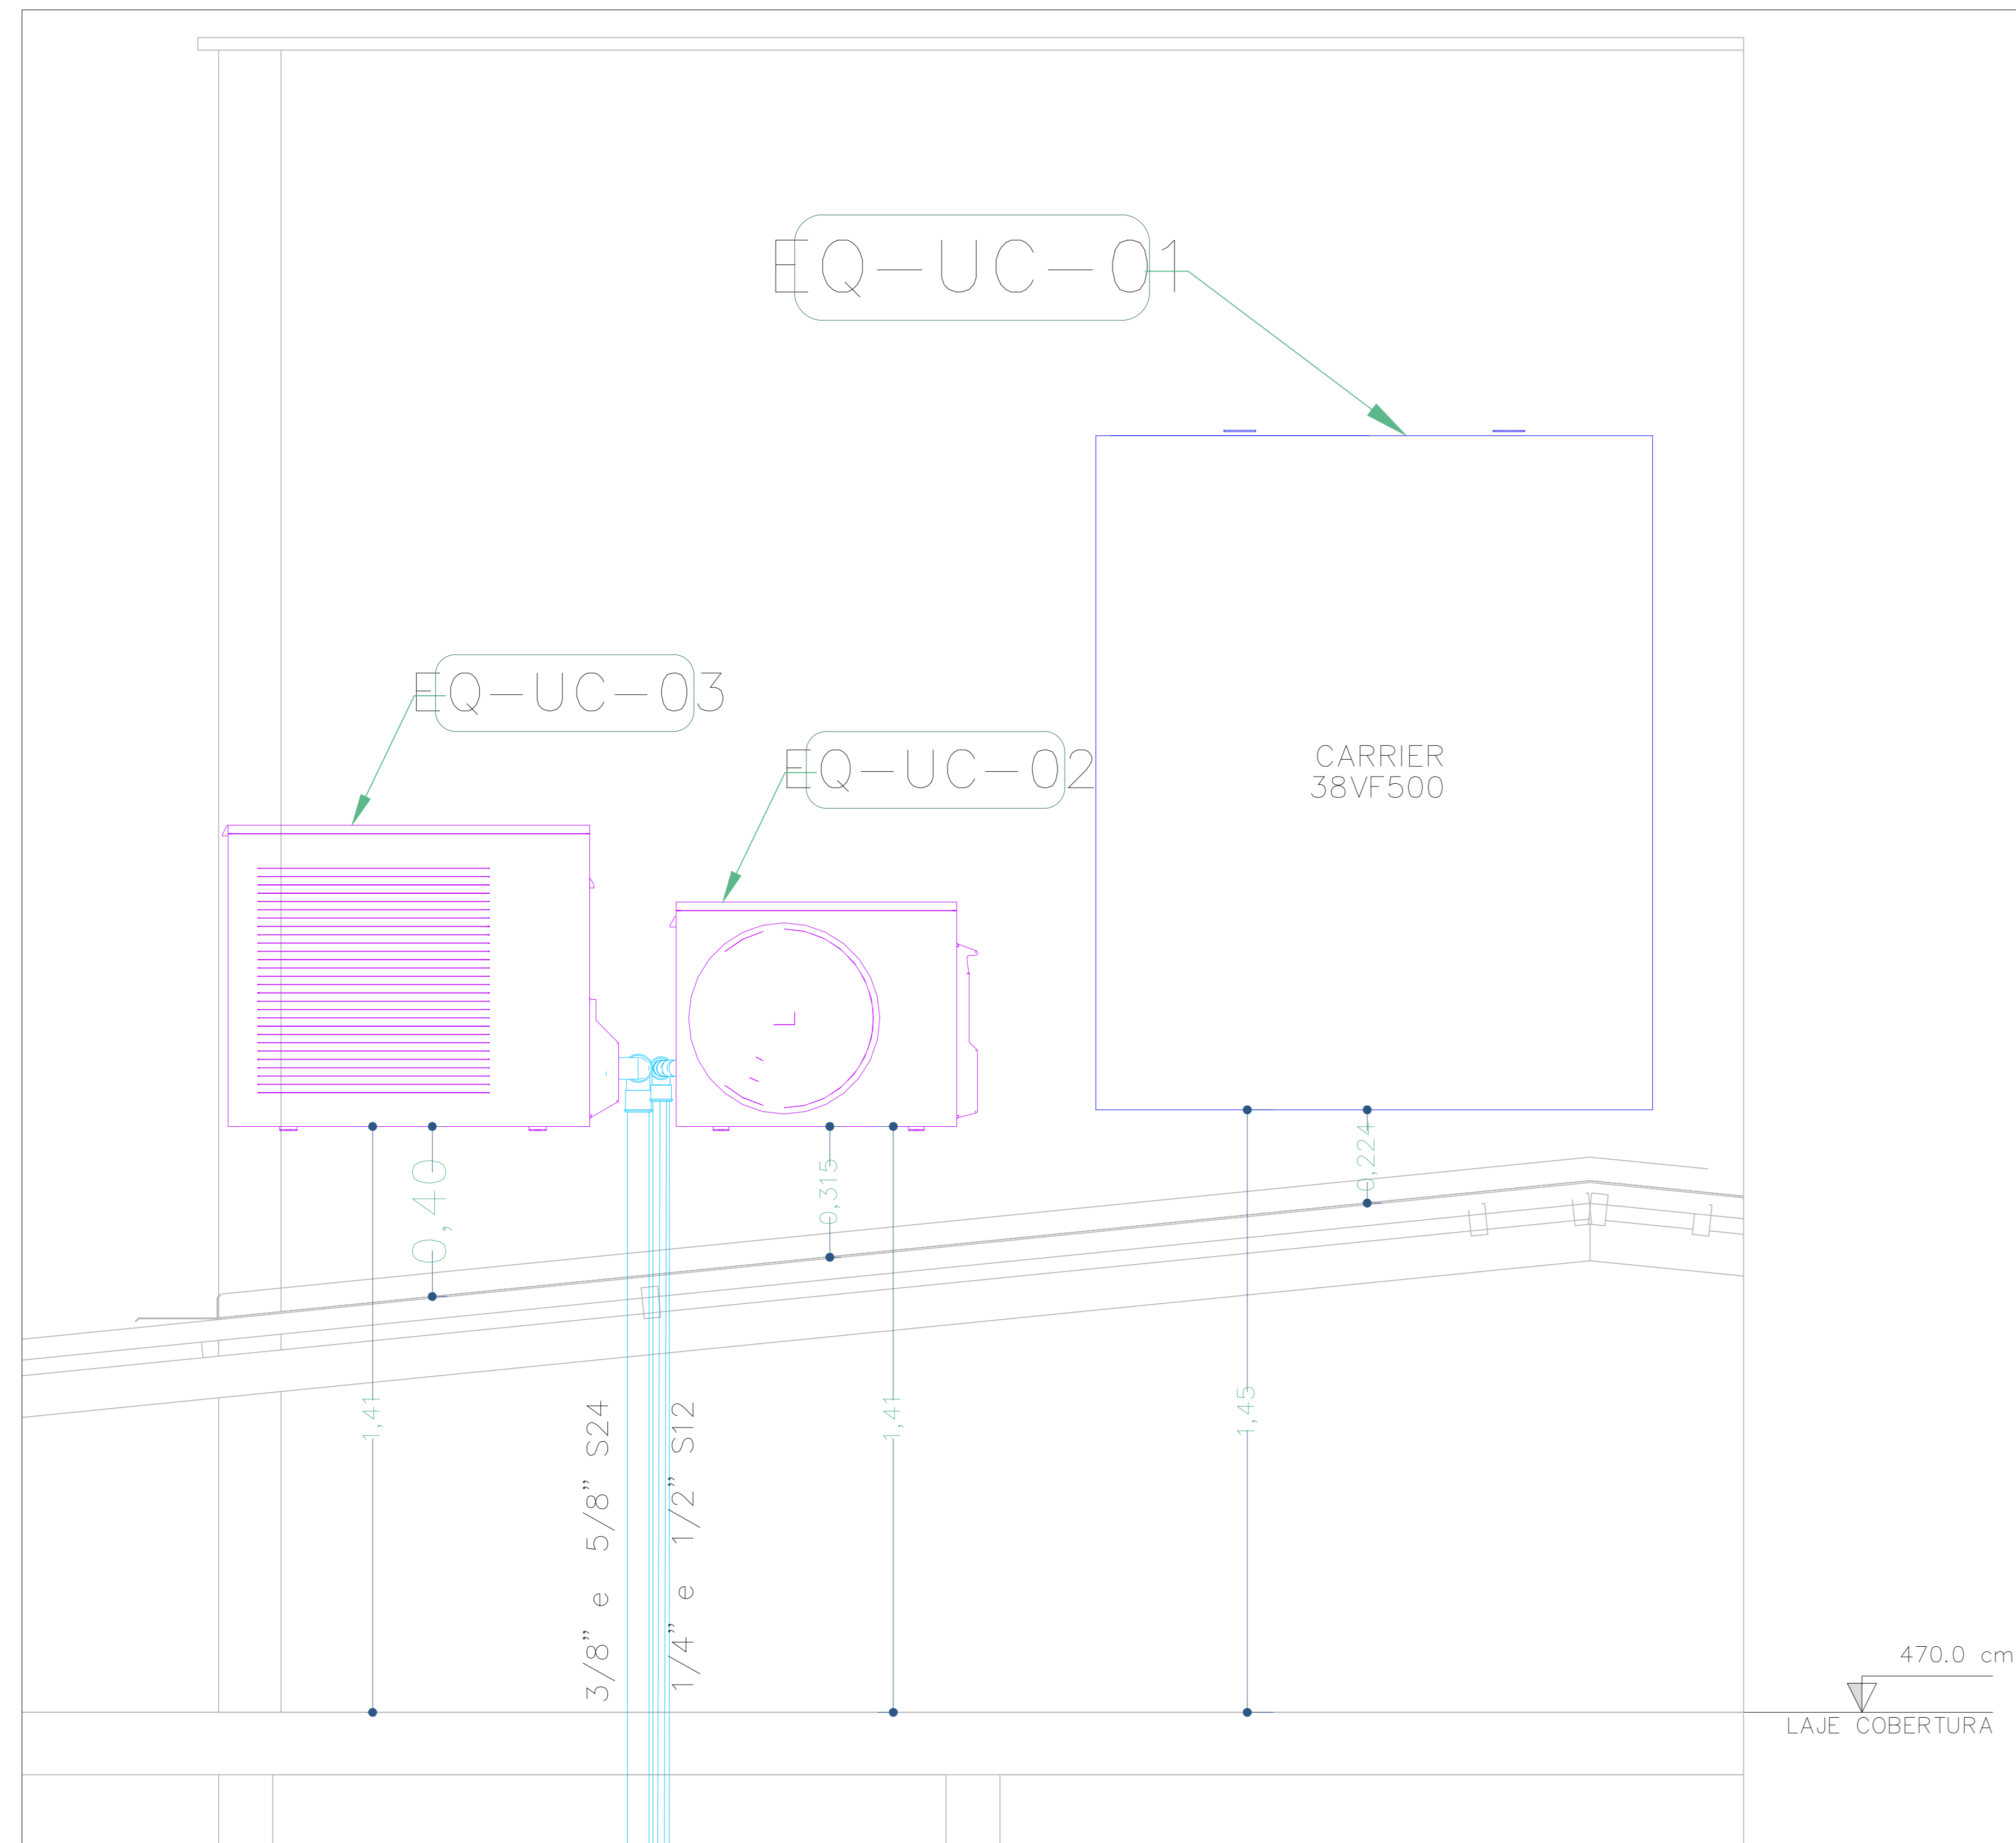 EQ-UC-01
EQ-UC-03
EQ-UC-02
CARRIER
38VF500
0,40
0,315
0,224
1,41
3/8" e 5/8" S24
1/4" e 1/2" S12
1,41
1,45
470.0 cm
LAJE COBERTURA